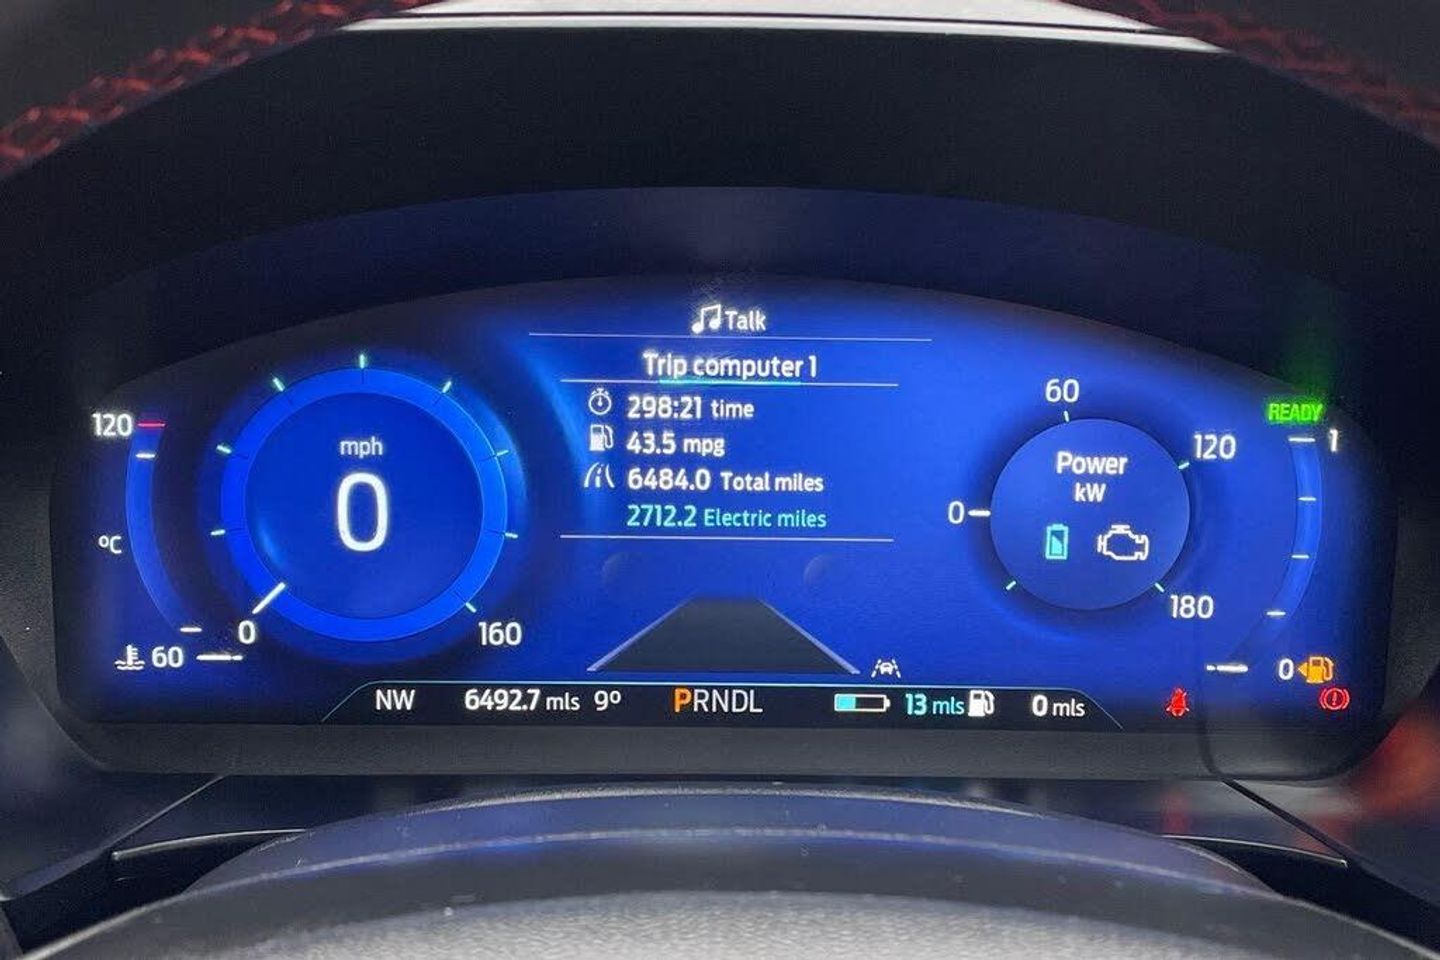 Talk
Trip computer 1
298:21 time
43.5 mpg
6484.0 Total miles
2712.2 Electric miles
120
ºC
60
mph
0
0
160
60
0
120
180
Power
kW
READY
1
0
NW 6492.7 mls 9º PRNDL 13 mls 0 mls